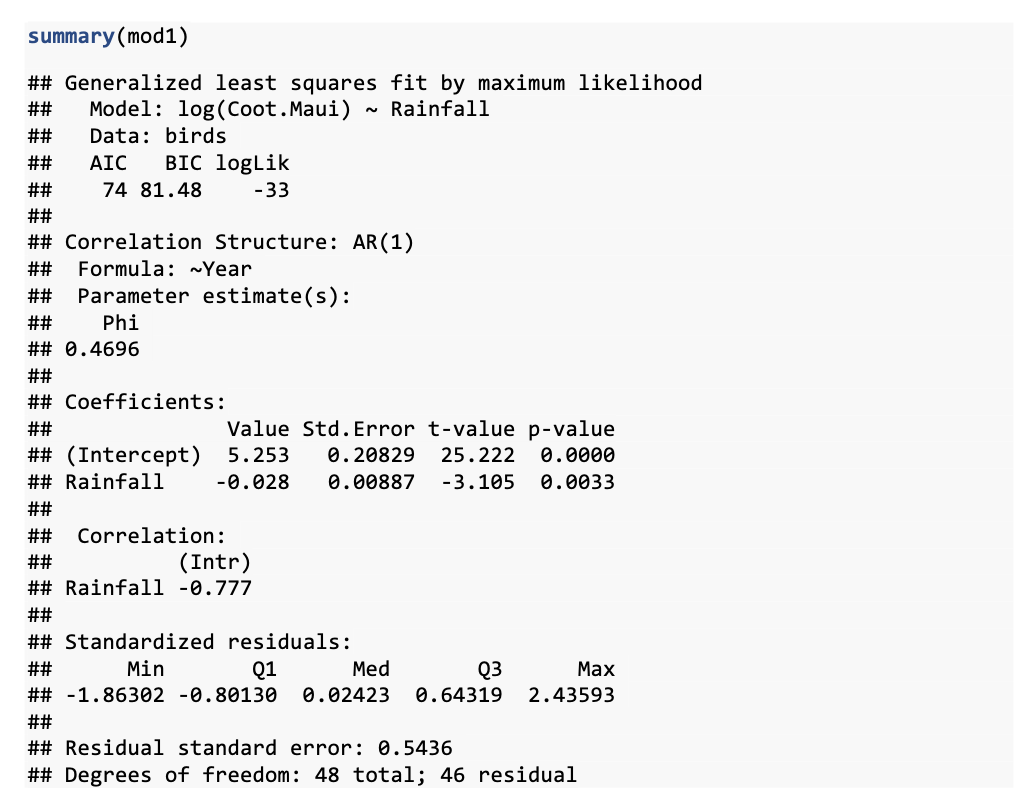 summary(mod1)
## Generalized least squares fit by maximum likelihood
##   Model: log(Coot.Maui) ~ Rainfall
##   Data: birds
##   AIC   BIC logLik
##    74 81.48    -33
##
## Correlation Structure: AR(1)
##  Formula: ~Year
##  Parameter estimate(s):
##    Phi
## 0.4696
##
## Coefficients:
##              Value Std.Error t-value p-value
## (Intercept)  5.253   0.20829  25.222  0.0000
## Rainfall    -0.028   0.00887  -3.105  0.0033
##
##  Correlation:
##          (Intr)
## Rainfall -0.777
##
## Standardized residuals:
##      Min       Q1      Med       Q3      Max
## -1.86302 -0.80130  0.02423  0.64319  2.43593
##
## Residual standard error: 0.5436
## Degrees of freedom: 48 total; 46 residual